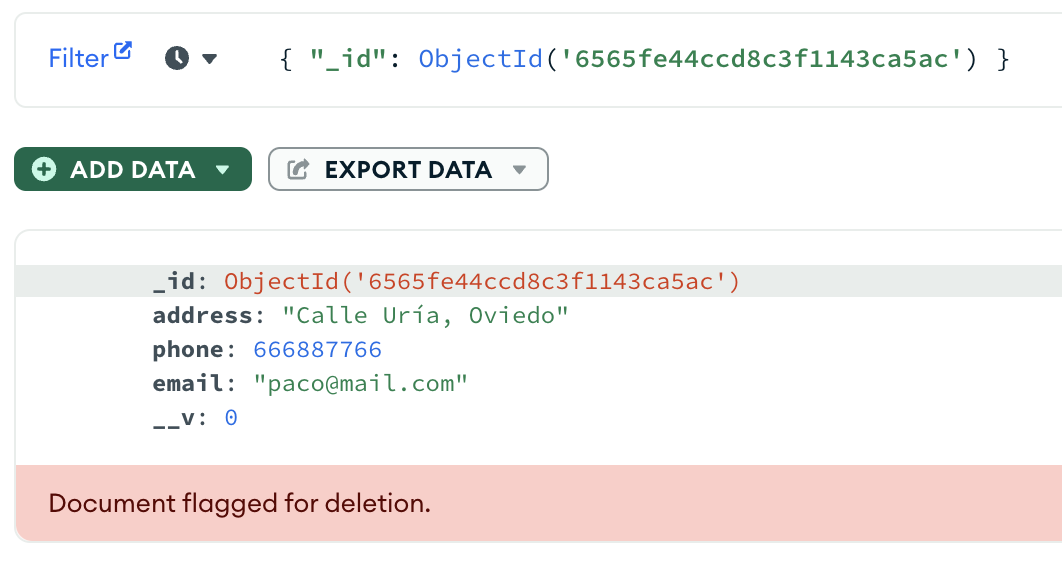 Filter { "_id": ObjectId('6565fe44ccd8c3f1143ca5ac') }
ADD DATA EXPORT DATA
_id: ObjectId('6565fe44ccd8c3f1143ca5ac')
address: "Calle Uría, Oviedo"
phone: 666887766
email: "paco@mail.com"
__v: 0
Document flagged for deletion.